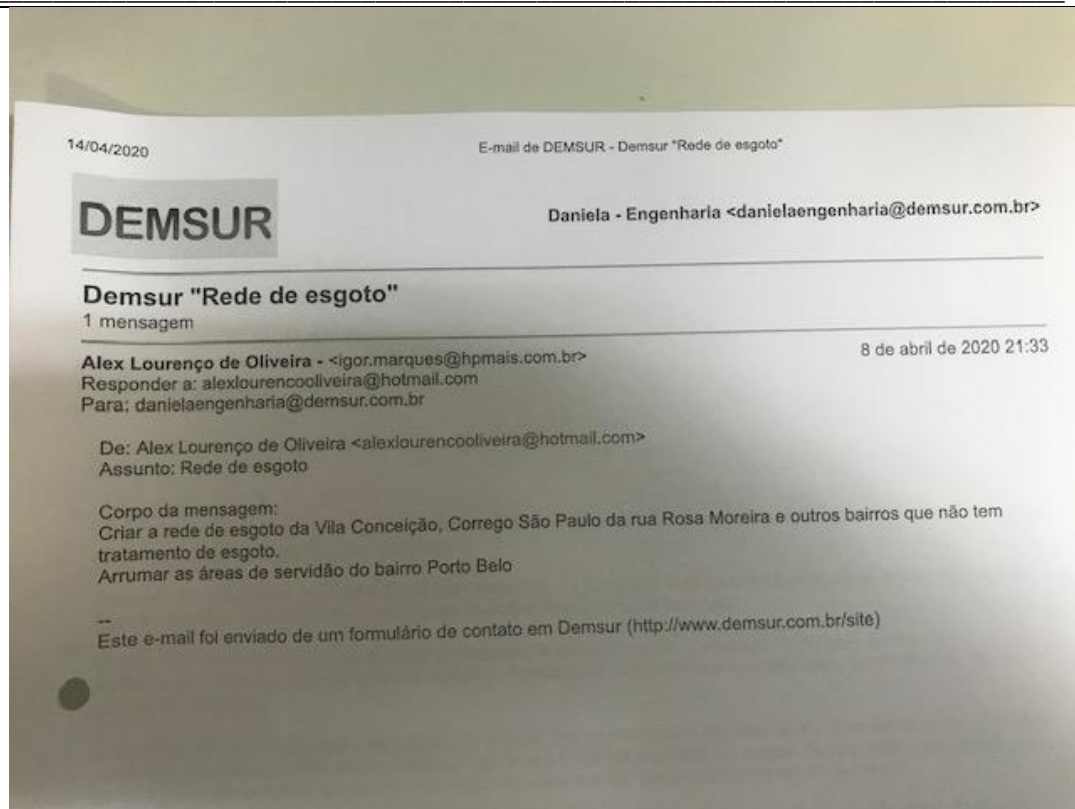 14/04/2020
E-mail de DEMSUR - Demsur "Rede de esgoto"
DEMSUR
Daniela - Engenharia <danielaengenharia@demsur.com.br>
Demsur "Rede de esgoto"
1 mensagem
Alex Lourenço de Oliveira - <igor.marques@hpmais.com.br>
8 de abril de 2020 21:33
Responder a: alexlourencooliveira@hotmail.com
Para: danielaengenharia@demsur.com.br
De: Alex Lourenço de Oliveira <alexlourencooliveira@hotmail.com>
Assunto: Rede de esgoto
Corpo da mensagem:
Criar a rede de esgoto da Vila Conceição, Corrego São Paulo da rua Rosa Moreira e outros bairros que não tem
tratamento de esgoto.
Arrumar as áreas de servidão do bairro Porto Belo
--
Este e-mail foi enviado de um formulário de contato em Demsur (http://www.demsur.com.br/site)